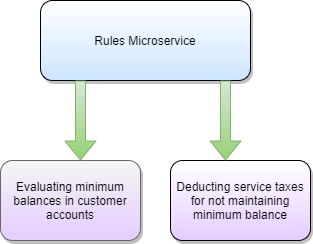 Rules Microservice
Evaluating minimum
balances in customer
accounts
Deducting service taxes
for not maintaining
minimum balance